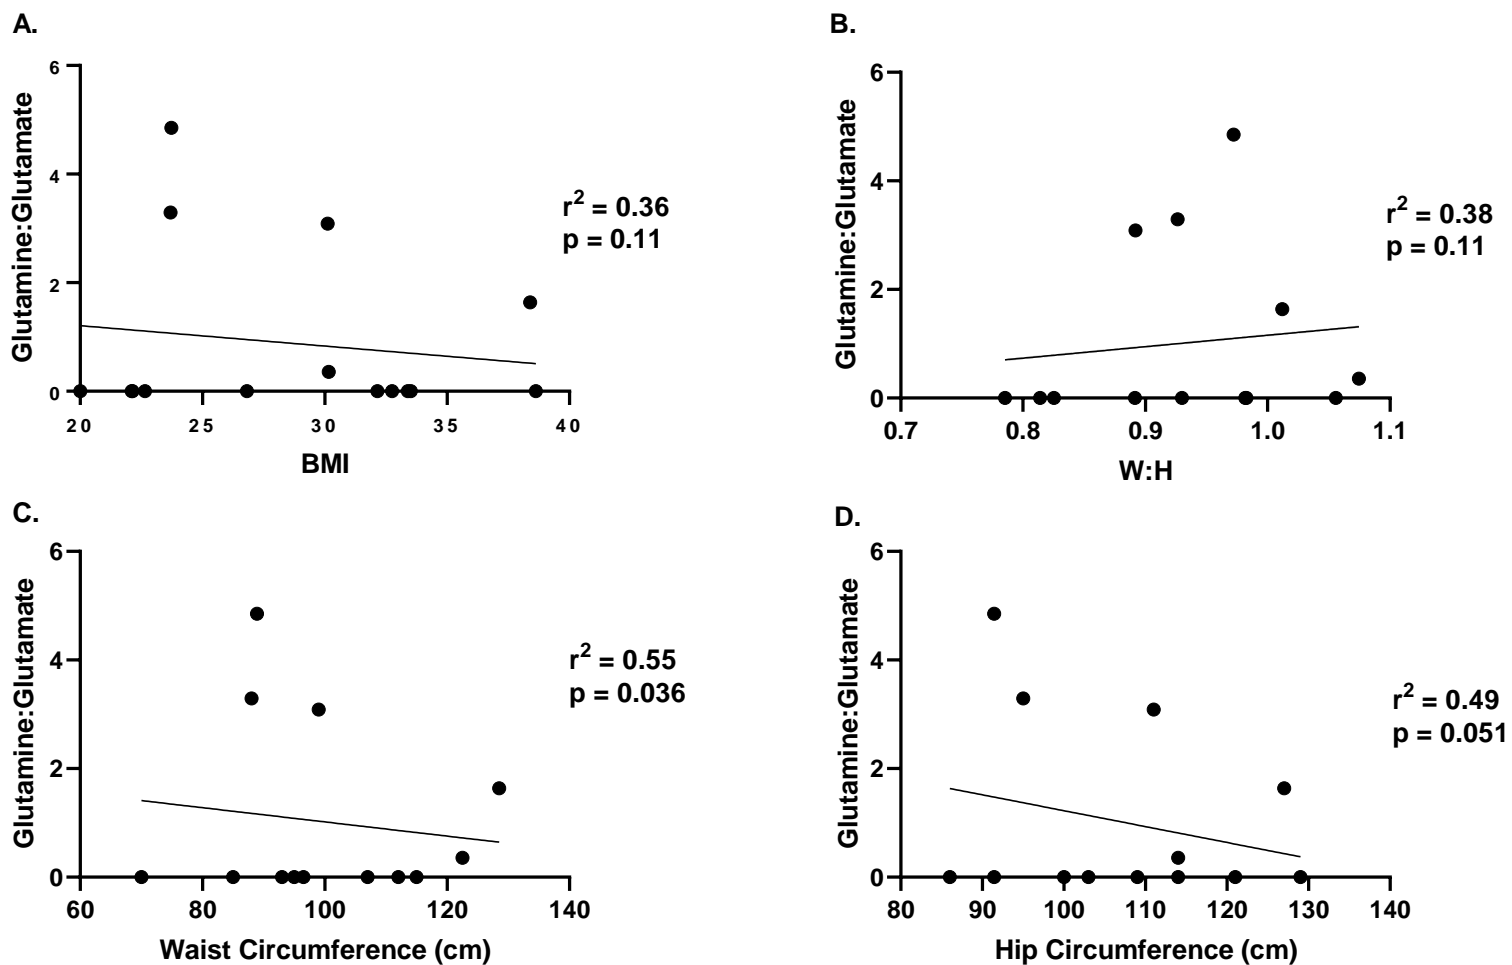 A.
Glutamine:Glutamate
6
4
2
0
20 25 30 35 40
BMI
r2 = 0.36
p = 0.11
B.
Glutamine:Glutamate
6
4
2
0
0.7 0.8 0.9 1.0 1.1
W:H
r2 = 0.38
p = 0.11
C.
Glutamine:Glutamate
6
4
2
0
60 80 100 120 140
Waist Circumference (cm)
r2 = 0.55
p = 0.036
D.
Glutamine:Glutamate
6
4
2
0
80 90 100 110 120 130 140
Hip Circumference (cm)
r2 = 0.49
p = 0.051